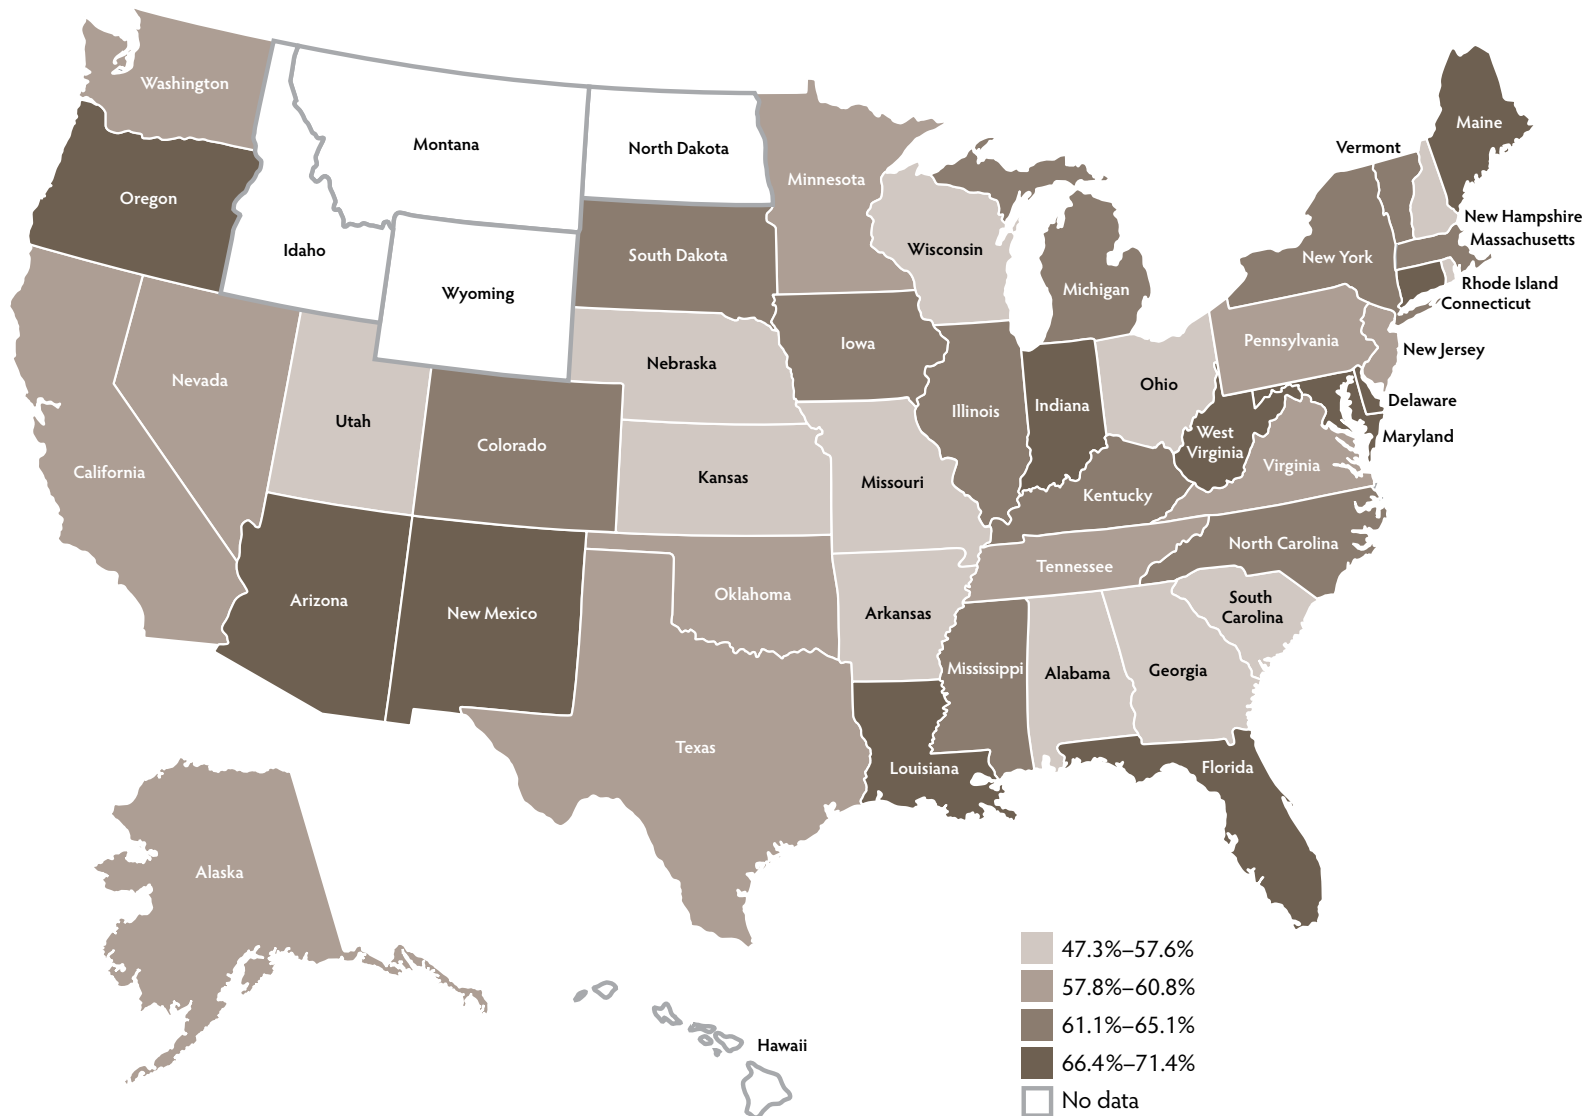 Washington
Montana
North Dakota
Minnesota
Maine
Vermont
Oregon
Idaho
Wyoming
South Dakota
Wisconsin
Michigan
New York
New Hampshire
Massachusetts
Rhode Island
Connecticut
Nevada
Utah
Nebraska
Iowa
Illinois
Indiana
Ohio
Pennsylvania
New Jersey
Delaware
Maryland
California
Colorado
Kansas
Missouri
Kentucky
West
Virginia
Virginia
Arizona
New Mexico
Oklahoma
Arkansas
Tennessee
North Carolina
South
Carolina
Texas
Louisiana
Mississippi
Alabama
Georgia
Florida
Alaska
Hawaii
47.3%–57.6%
57.8%–60.8%
61.1%–65.1%
66.4%–71.4%
No data